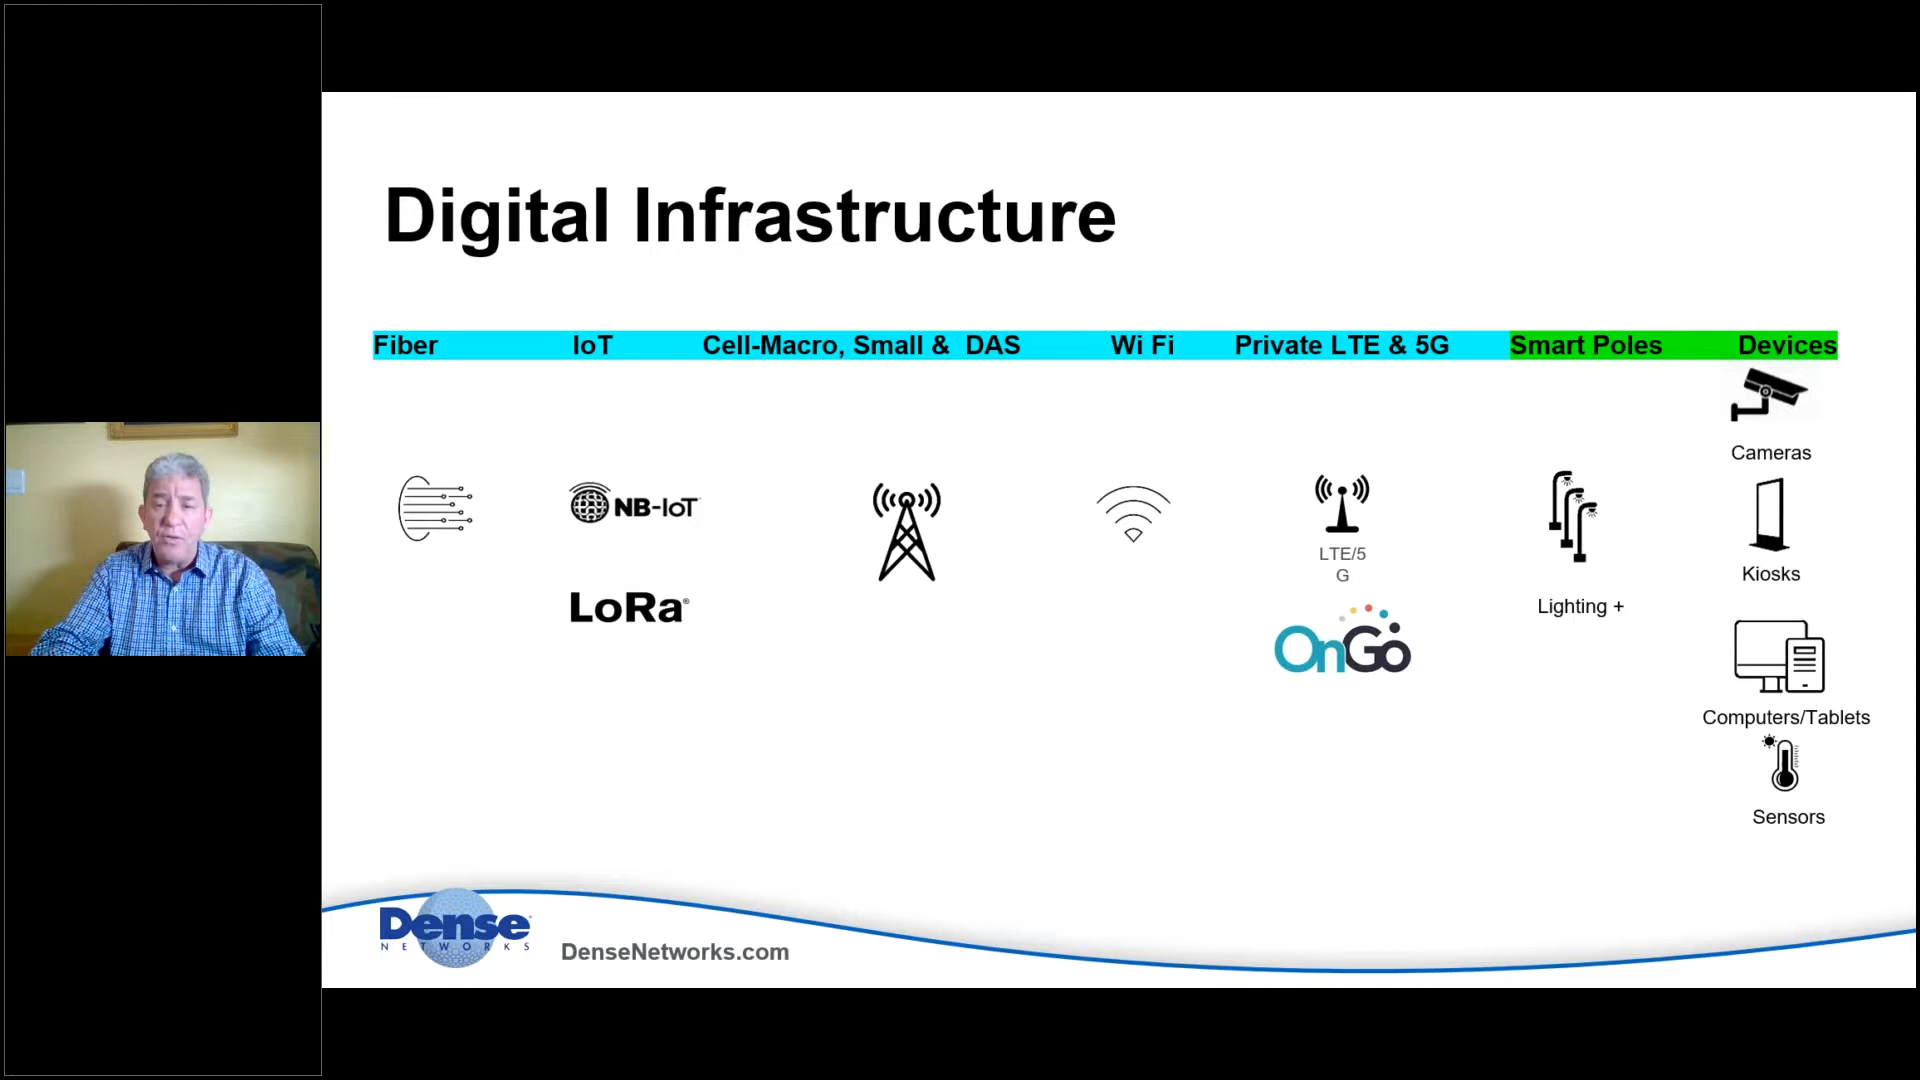 Digital Infrastructure
Fiber IoT Cell-Macro, Small & DAS Wi Fi Private LTE & 5G Smart Poles Devices
Cameras
NB-IoT
LoRa®
LTE/5
G
OnGo
Lighting +
Kiosks
Computers/Tablets
Sensors
Dense
NETWORKS
DenseNetworks.com